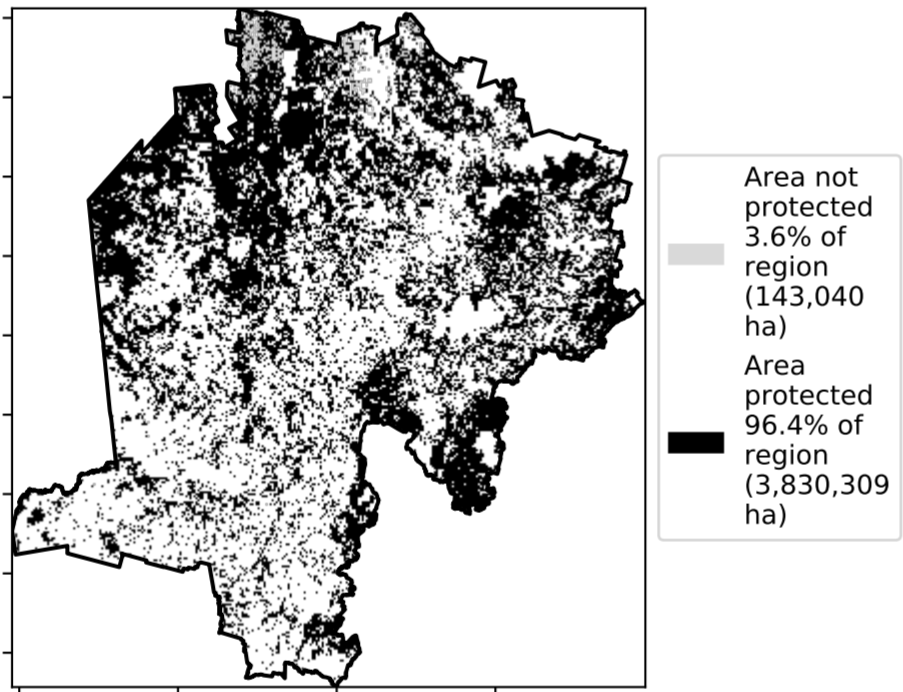 Area not
protected
3.6% of
region
(143,040
ha)
Area
protected
96.4% of
region
(3,830,309
ha)